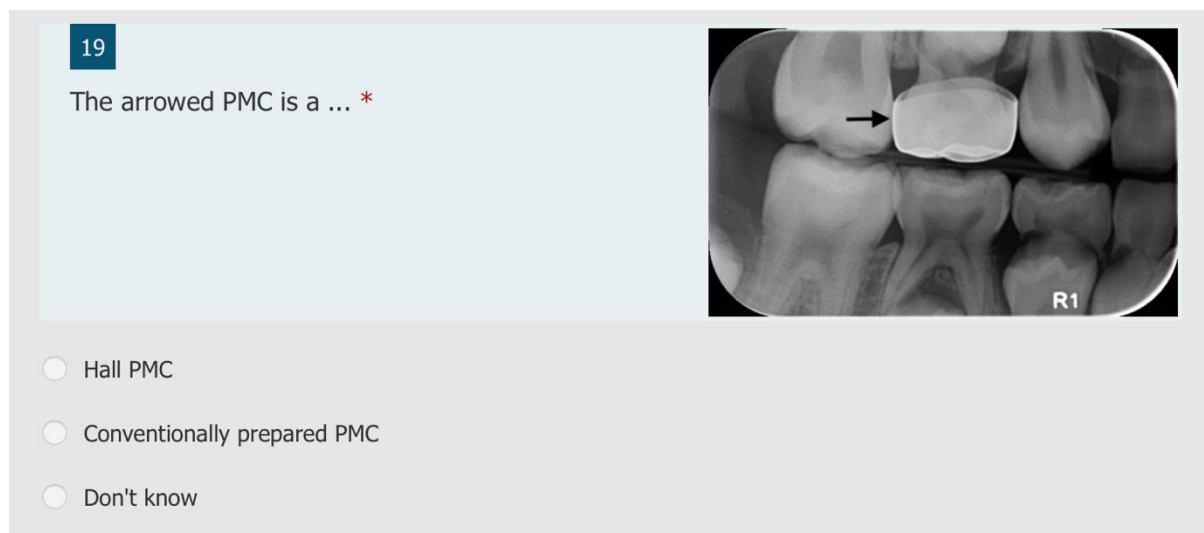 19
The arrowed PMC is a ... *
R1
Hall PMC
Conventionally prepared PMC
Don't know